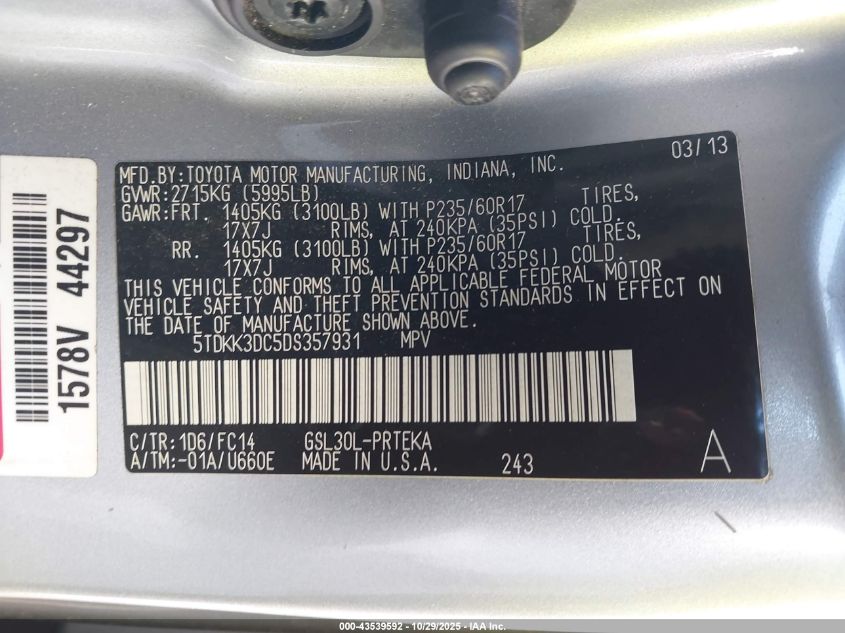 03/13
MFD.BY:TOYOTA MOTOR MANUFACTURING, INDIANA, INC.
GVWR:2715KG (5995LB)
GAWR:FRT. 1405KG (3100LB) WITH P235/60R17 TIRES,
17X7J RIMS, AT 240KPA (35PSI) COLD.
RR. 1405KG (3100LB) WITH P235/60R17 TIRES,
17X7J RIMS, AT 240KPA (35PSI) COLD.
THIS VEHICLE CONFORMS TO ALL APPLICABLE FEDERAL MOTOR
VEHICLE SAFETY AND THEFT PREVENTION STANDARDS IN EFFECT ON
THE DATE OF MANUFACTURE SHOWN ABOVE.
5TDKK3DC5DS357931 MPV
C/TR:1D6/FC14 GSL30L-PRTEKA
A/TM:-01A/U660E MADE IN U.S.A. 243 A
1578V 44297
000-43539592 - 10/29/2025 - IAA Inc.